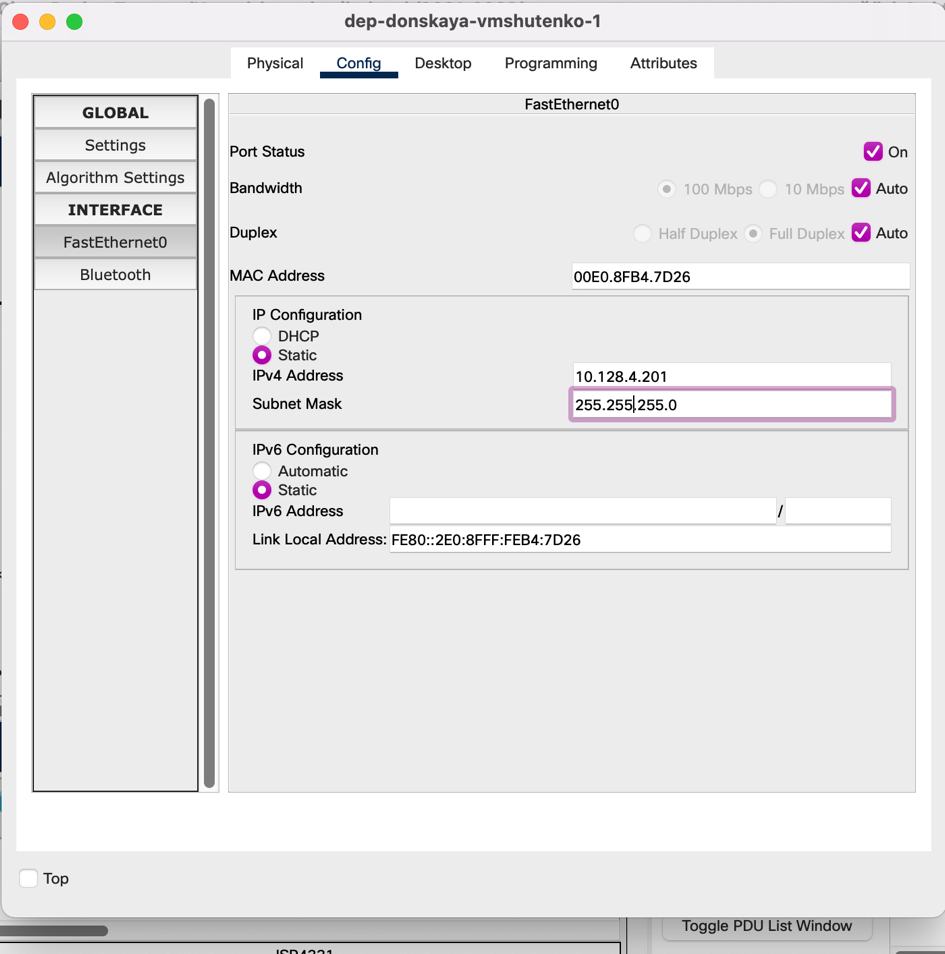 dep-donskaya-vmshutenko-1
Physical Config Desktop Programming Attributes
GLOBAL
Settings
Algorithm Settings
INTERFACE
FastEthernet0
Bluetooth
FastEthernet0
Port Status On
Bandwidth 100 Mbps 10 Mbps Auto
Duplex Half Duplex Full Duplex Auto
MAC Address 00E0.8FB4.7D26
IP Configuration
DHCP
Static
IPv4 Address 10.128.4.201
Subnet Mask 255.255.255.0
IPv6 Configuration
Automatic
Static
IPv6 Address /
Link Local Address: FE80::2E0:8FFF:FEB4:7D26
Top
Toggle PDU List Window